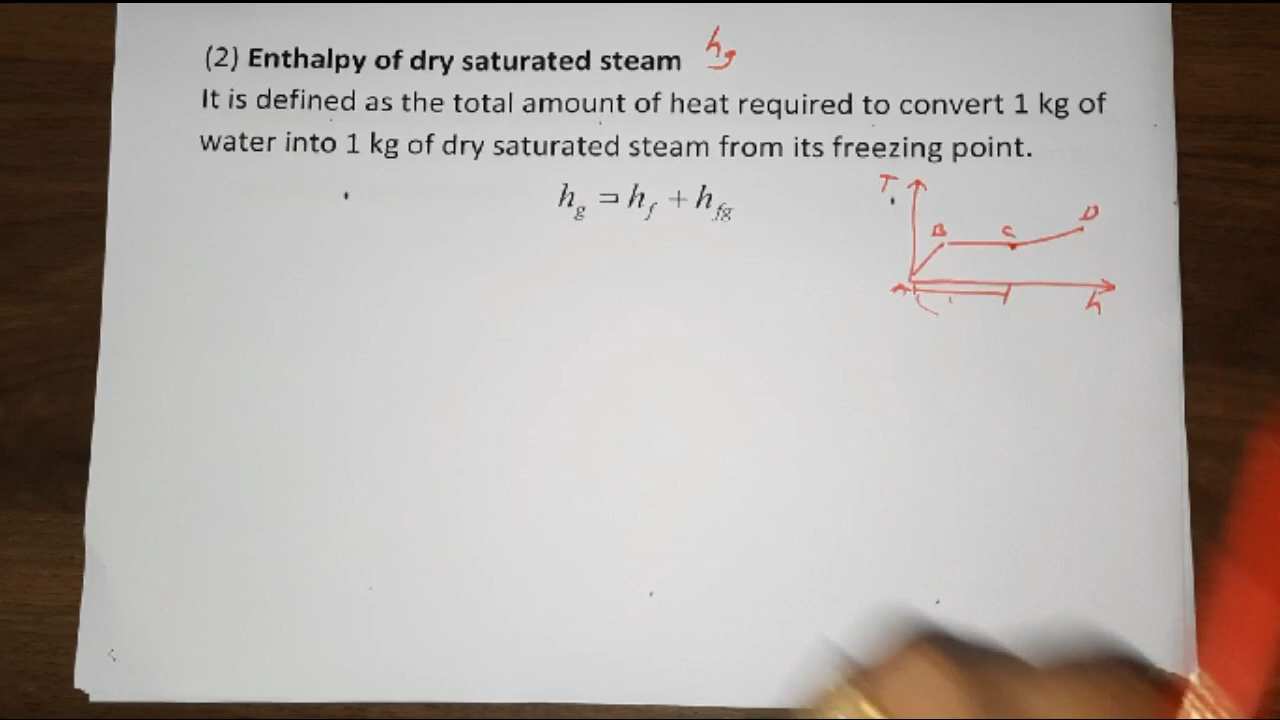 (2) Enthalpy of dry saturated steam hg
It is defined as the total amount of heat required to convert 1 kg of
water into 1 kg of dry saturated steam from its freezing point.
hg = hf + hfg
T
B C D
A
h